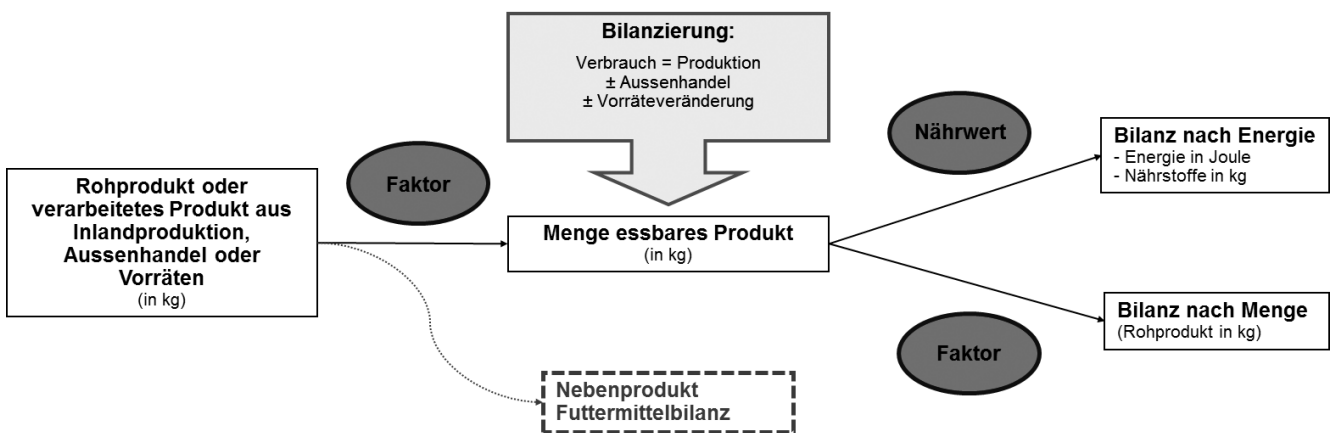 Bilanzierung:
Verbrauch = Produktion
± Aussenhandel
± Vorräteveränderung
Rohprodukt oder
verarbeitetes Produkt aus
Inlandproduktion,
Aussenhandel oder
Vorräten
(in kg)
Faktor
Menge essbares Produkt
(in kg)
Nährwert
Bilanz nach Energie
- Energie in Joule
- Nährstoffe in kg
Faktor
Bilanz nach Menge
(Rohprodukt in kg)
Nebenprodukt
Futtermittelbilanz